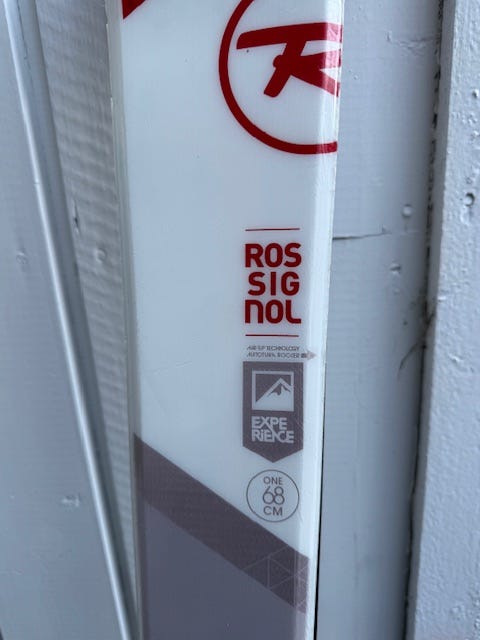 R
ROS
SIG
NOL
AIR TIP TECHNOLOGY
AUTOTURN ROCKER
EXPE
RIENCE
ONE
68
CM